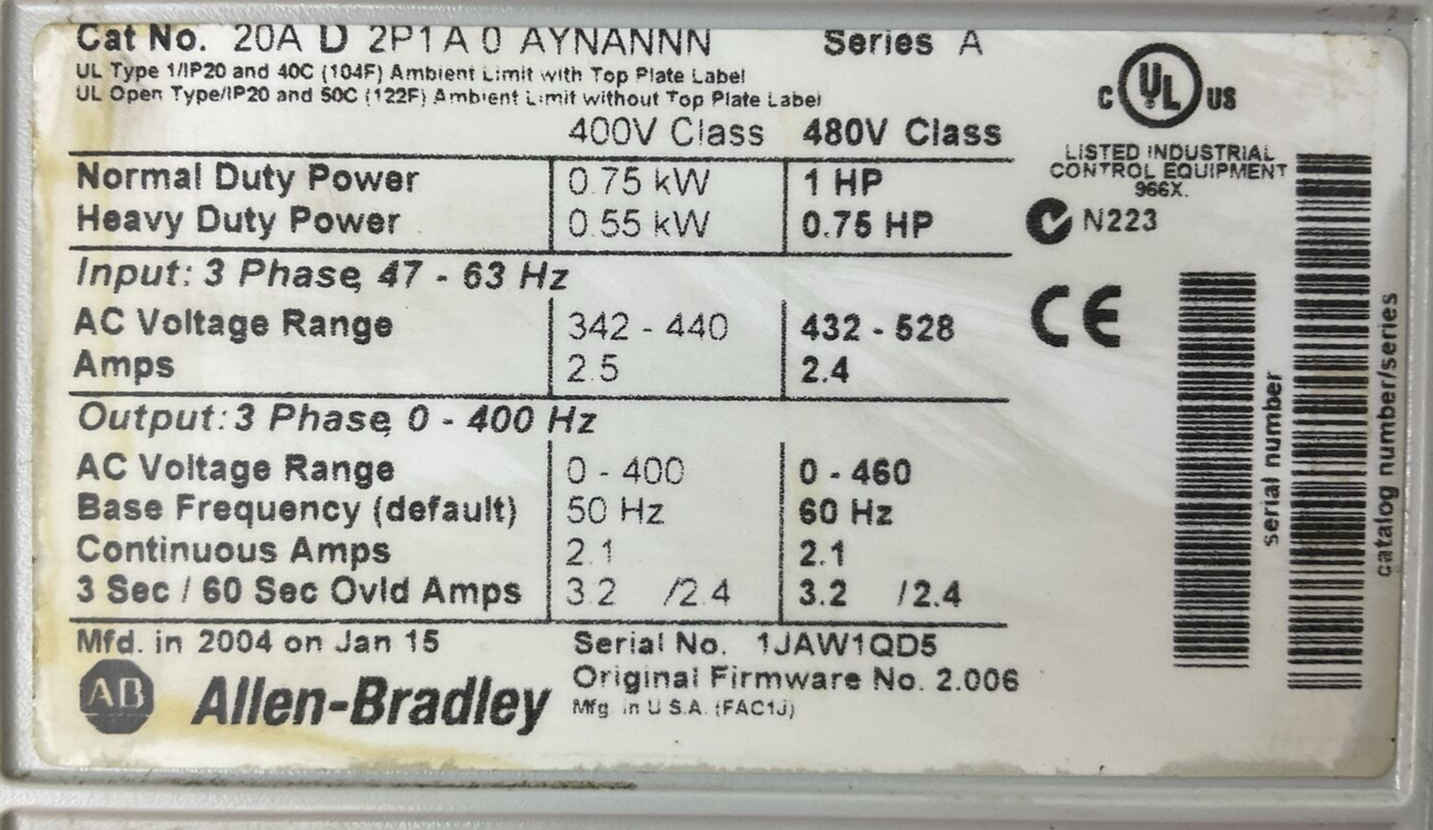 Cat No. 20A D 2P1 A 0 AYNANNN Series A
UL Type 1/IP20 and 40C (104F) Ambient Limit with Top Plate Label
UL Open Type/IP20 and 50C (122F) Ambient Limit without Top Plate Label
C UL US
400V Class 480V Class
LISTED INDUSTRIAL
CONTROL EQUIPMENT
966X.
Normal Duty Power 0.75 kW 1 HP
Heavy Duty Power 0.55 kW 0.75 HP
N223
Input: 3 Phase, 47 - 63 Hz
AC Voltage Range 342 - 440 432 - 528
CE
Amps 2.5 2.4
Output: 3 Phase, 0 - 400 Hz
AC Voltage Range 0 - 400 0 - 460
Base Frequency (default) 50 Hz 60 Hz
Continuous Amps 2.1 2.1
3 Sec / 60 Sec Ovld Amps 3.2 /2.4 3.2 /2.4
serial number
catalog number/series
Mfd. in 2004 on Jan 15 Serial No. 1JAW1QD5
Original Firmware No. 2.006
AB Allen-Bradley Mfg in U.S.A. (FAC1J)